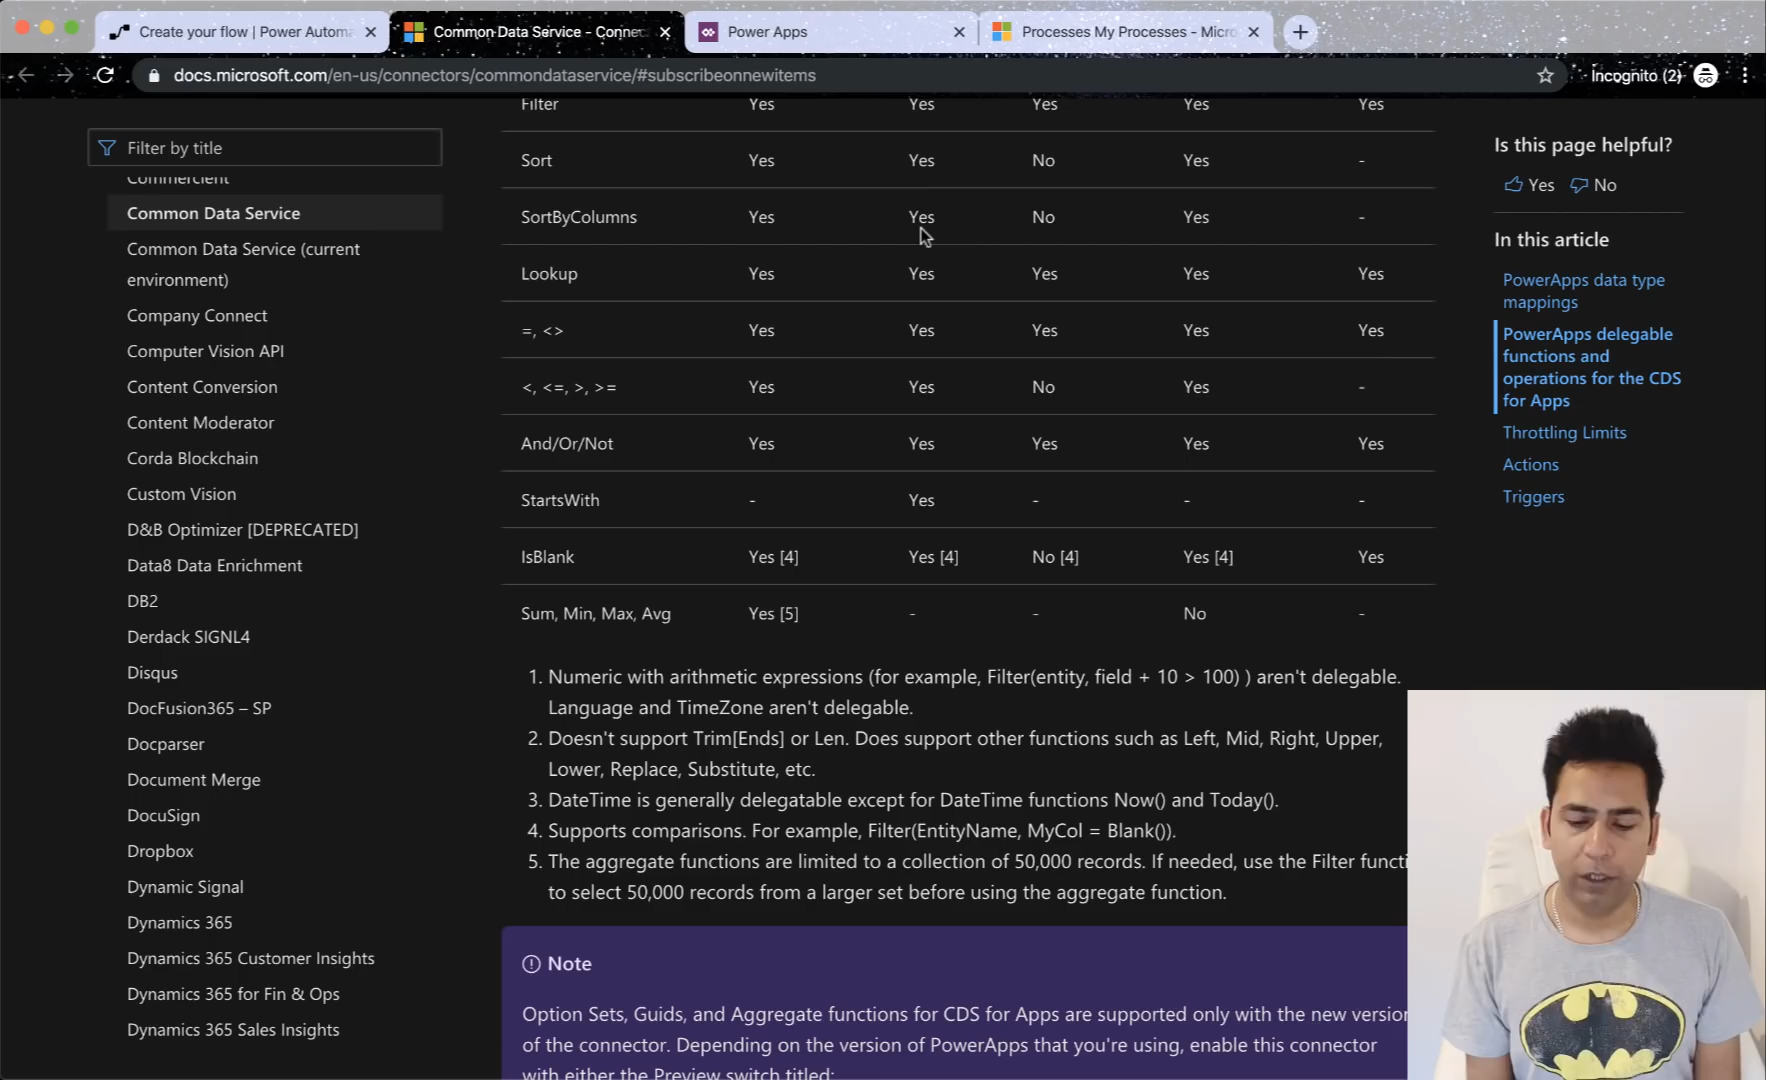 Create your flow | Power Automa
Common Data Service - Connec
Power Apps
Processes My Processes - Micro
docs.microsoft.com/en-us/connectors/commondataservice/#subscribeonnewitems
Incognito (2)
Filter by title
Commercient
Common Data Service
Common Data Service (current
environment)
Company Connect
Computer Vision API
Content Conversion
Content Moderator
Corda Blockchain
Custom Vision
D&B Optimizer [DEPRECATED]
Data8 Data Enrichment
DB2
Derdack SIGNL4
Disqus
DocFusion365 – SP
Docparser
Document Merge
DocuSign
Dropbox
Dynamic Signal
Dynamics 365
Dynamics 365 Customer Insights
Dynamics 365 for Fin & Ops
Dynamics 365 Sales Insights
Filter Yes Yes Yes Yes Yes
Sort Yes Yes No Yes -
SortByColumns Yes Yes No Yes -
Lookup Yes Yes Yes Yes Yes
=, <> Yes Yes Yes Yes Yes
<, <=, >, >= Yes Yes No Yes -
And/Or/Not Yes Yes Yes Yes Yes
StartsWith - Yes - - -
IsBlank Yes [4] Yes [4] No [4] Yes [4] Yes
Sum, Min, Max, Avg Yes [5] - - No -
1. Numeric with arithmetic expressions (for example, Filter(entity, field + 10 > 100) ) aren't delegable.
Language and TimeZone aren't delegable.
2. Doesn't support Trim[Ends] or Len. Does support other functions such as Left, Mid, Right, Upper,
Lower, Replace, Substitute, etc.
3. DateTime is generally delegatable except for DateTime functions Now() and Today().
4. Supports comparisons. For example, Filter(EntityName, MyCol = Blank()).
5. The aggregate functions are limited to a collection of 50,000 records. If needed, use the Filter functi
to select 50,000 records from a larger set before using the aggregate function.
Note
Option Sets, Guids, and Aggregate functions for CDS for Apps are supported only with the new version
of the connector. Depending on the version of PowerApps that you're using, enable this connector
with either the Preview switch titled:
Is this page helpful?
Yes No
In this article
PowerApps data type
mappings
PowerApps delegable
functions and
operations for the CDS
for Apps
Throttling Limits
Actions
Triggers